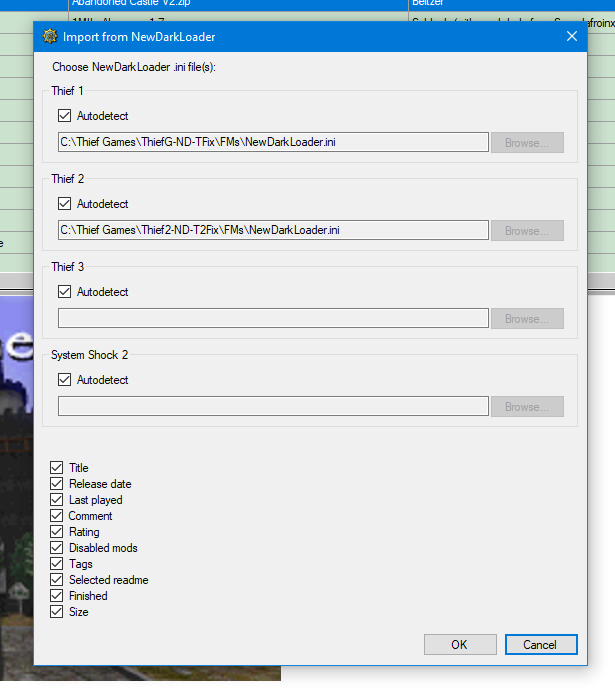 Abandoned Castle V2.zip Beltzer
Import from NewDarkLoader
Choose NewDarkLoader .ini file(s):
Thief 1
Autodetect
C:\Thief Games\ThiefG-ND-TFix\FMs\NewDarkLoader.ini
Browse...
Thief 2
Autodetect
C:\Thief Games\Thief2-ND-T2Fix\FMs\NewDarkLoader.ini
Browse...
Thief 3
Autodetect
Browse...
System Shock 2
Autodetect
Browse...
Title
Release date
Last played
Comment
Rating
Disabled mods
Tags
Selected readme
Finished
Size
OK Cancel